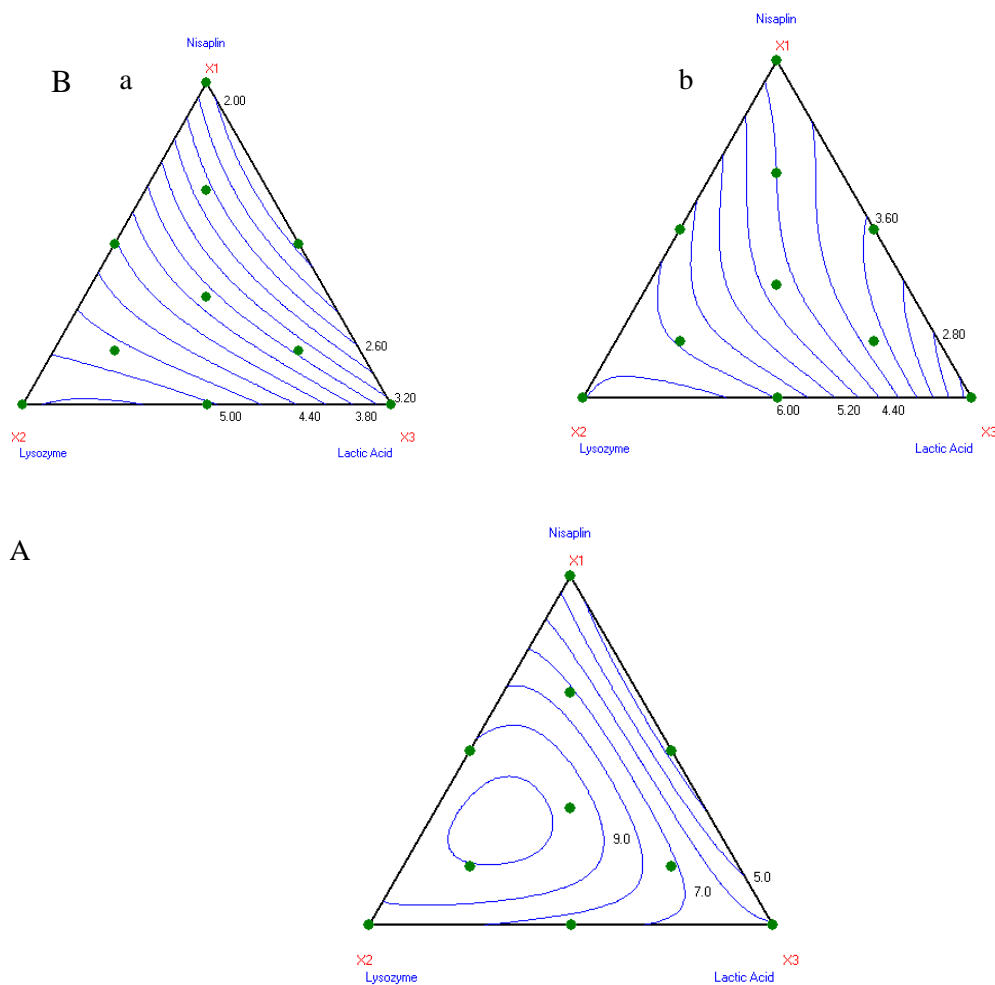 B
a
Nisaplin
X1
2.00
2.60
3.20
5.00 4.40 3.80
X2
X3
Lysozyme
Lactic Acid
b
Nisaplin
X1
3.60
2.80
6.00 5.20 4.40
X2
X3
Lysozyme
Lactic Acid
A
Nisaplin
X1
9.0
5.0
7.0
X2
X3
Lysozyme
Lactic Acid